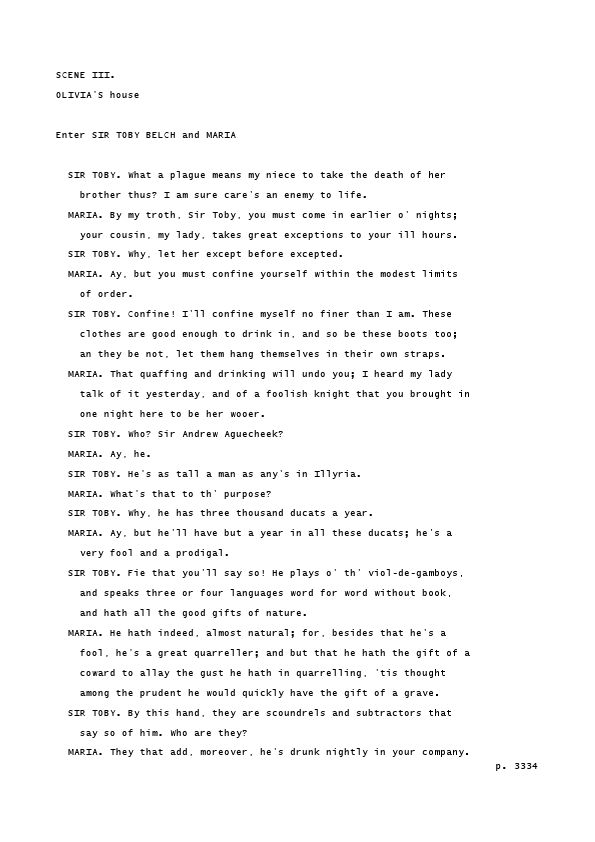 SCENE III.
OLIVIA'S house
Enter SIR TOBY BELCH and MARIA
SIR TOBY. What a plague means my niece to take the death of her
brother thus? I am sure care's an enemy to life.
MARIA. By my troth, Sir Toby, you must come in earlier o' nights;
your cousin, my lady, takes great exceptions to your ill hours.
SIR TOBY. Why, let her except before excepted.
MARIA. Ay, but you must confine yourself within the modest limits
of order.
SIR TOBY. Confine! I'll confine myself no finer than I am. These
clothes are good enough to drink in, and so be these boots too;
an they be not, let them hang themselves in their own straps.
MARIA. That quaffing and drinking will undo you; I heard my lady
talk of it yesterday, and of a foolish knight that you brought in
one night here to be her wooer.
SIR TOBY. Who? Sir Andrew Aguecheek?
MARIA. Ay, he.
SIR TOBY. He's as tall a man as any's in Illyria.
MARIA. What's that to th' purpose?
SIR TOBY. Why, he has three thousand ducats a year.
MARIA. Ay, but he'll have but a year in all these ducats; he's a
very fool and a prodigal.
SIR TOBY. Fie that you'll say so! He plays o' th' viol-de-gamboys,
and speaks three or four languages word for word without book,
and hath all the good gifts of nature.
MARIA. He hath indeed, almost natural; for, besides that he's a
fool, he's a great quarreller; and but that he hath the gift of a
coward to allay the gust he hath in quarrelling, 'tis thought
among the prudent he would quickly have the gift of a grave.
SIR TOBY. By this hand, they are scoundrels and subtractors that
say so of him. Who are they?
MARIA. They that add, moreover, he's drunk nightly in your company.
p. 3334